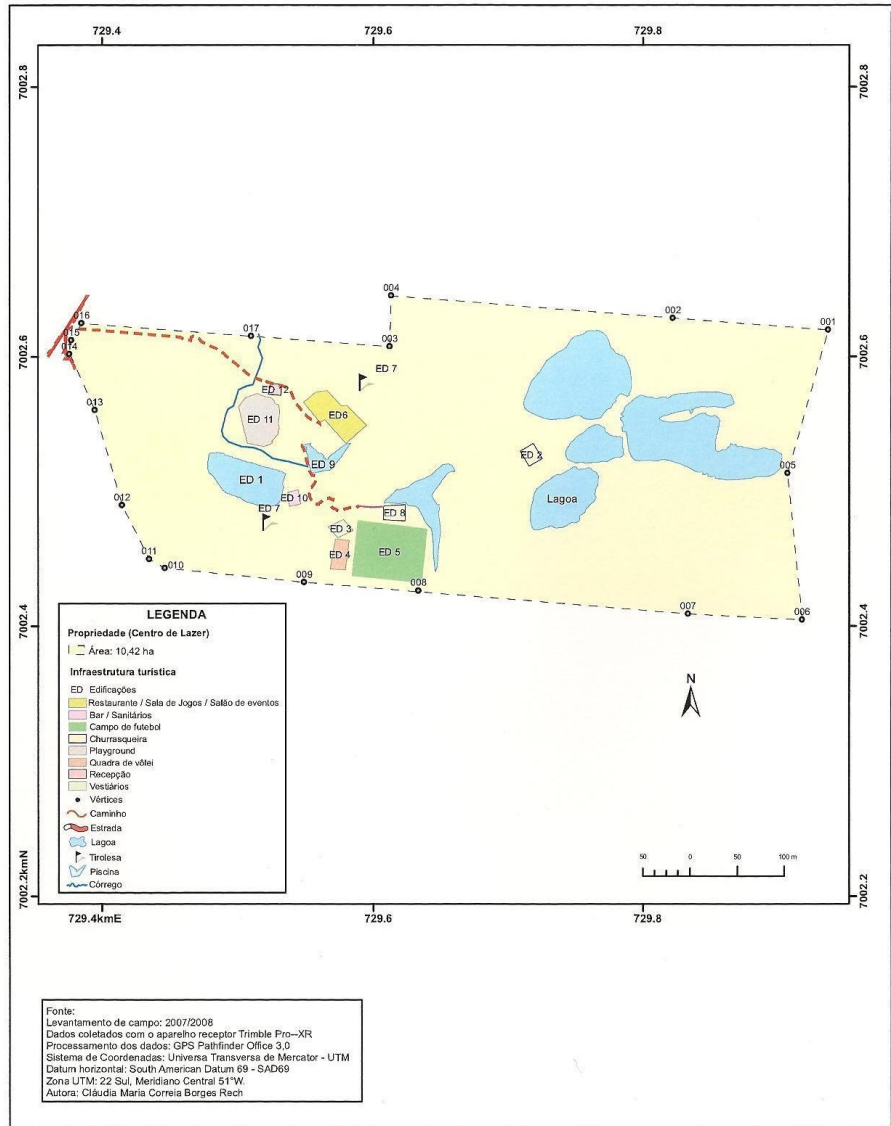 729.4
729.6
729.8
7002.8
7002.8
004
002
001
016
017
015
003
014
7002.6
7002.6
ED 7
ED 12
013
ED6
ED 11
ED 2
ED 9
005
ED 1
Lagoa
ED 10
012
ED 7
ED 8
ED 3
ED 5
ED 4
011
010
009
008
007
006
7002.4
7002.4
LEGENDA
Propriedade (Centro de Lazer)
Área: 10,42 ha
Infraestrutura turística
ED Edificações
Restaurante / Sala de Jogos / Salão de eventos
Bar / Sanitários
Campo de futebol
Churrasqueira
Playground
Quadra de vôlei
Recepção
Vestiários
Vértices
Caminho
Estrada
Lagoa
Tirolesa
Piscina
Córrego
N
50 0 50 100 m
7002.2kmN
7002.2
729.4kmE
729.6
729.8
Fonte:
Levantamento de campo: 2007/2008
Dados coletados com o aparelho receptor Trimble Pro--XR
Processamento dos dados: GPS Pathfinder Office 3,0
Sistema de Coordenadas: Universa Transversa de Mercator - UTM
Datum horizontal: South American Datum 69 - SAD69
Zona UTM: 22 Sul, Meridiano Central 51°W.
Autora: Cláudia Maria Correia Borges Rech